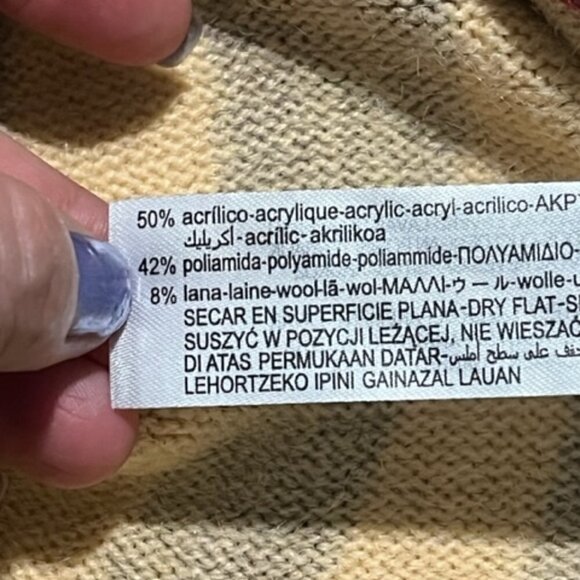 50% acrílico-acrylique-acrylic-acryl-acrilico-ΑΚΡ
أكريليك-acrílic-akrilikoa
42% poliamida-polyamide-poliammide-ΠΟΛΥΑΜΙΔΙΟ-
8% lana-laine-wool-lã-wol-ΜΑΛΛΙ-ウール-wolle-
SECAR EN SUPERFICIE PLANA-DRY FLAT-S
SUSZYĆ W POZYCJI LEŻĄCEJ, NIE WIESZAĆ
DI ATAS PERMUKAAN DATAR-يجفف على سطح أملس
LEHORTZEKO IPINI GAINAZAL LAUAN